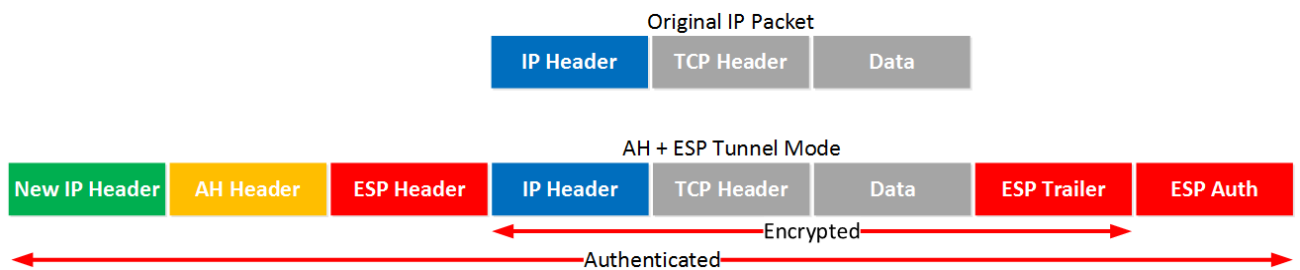 Original IP Packet
IP Header TCP Header Data
AH + ESP Tunnel Mode
New IP Header AH Header ESP Header IP Header TCP Header Data ESP Trailer ESP Auth
Encrypted
Authenticated